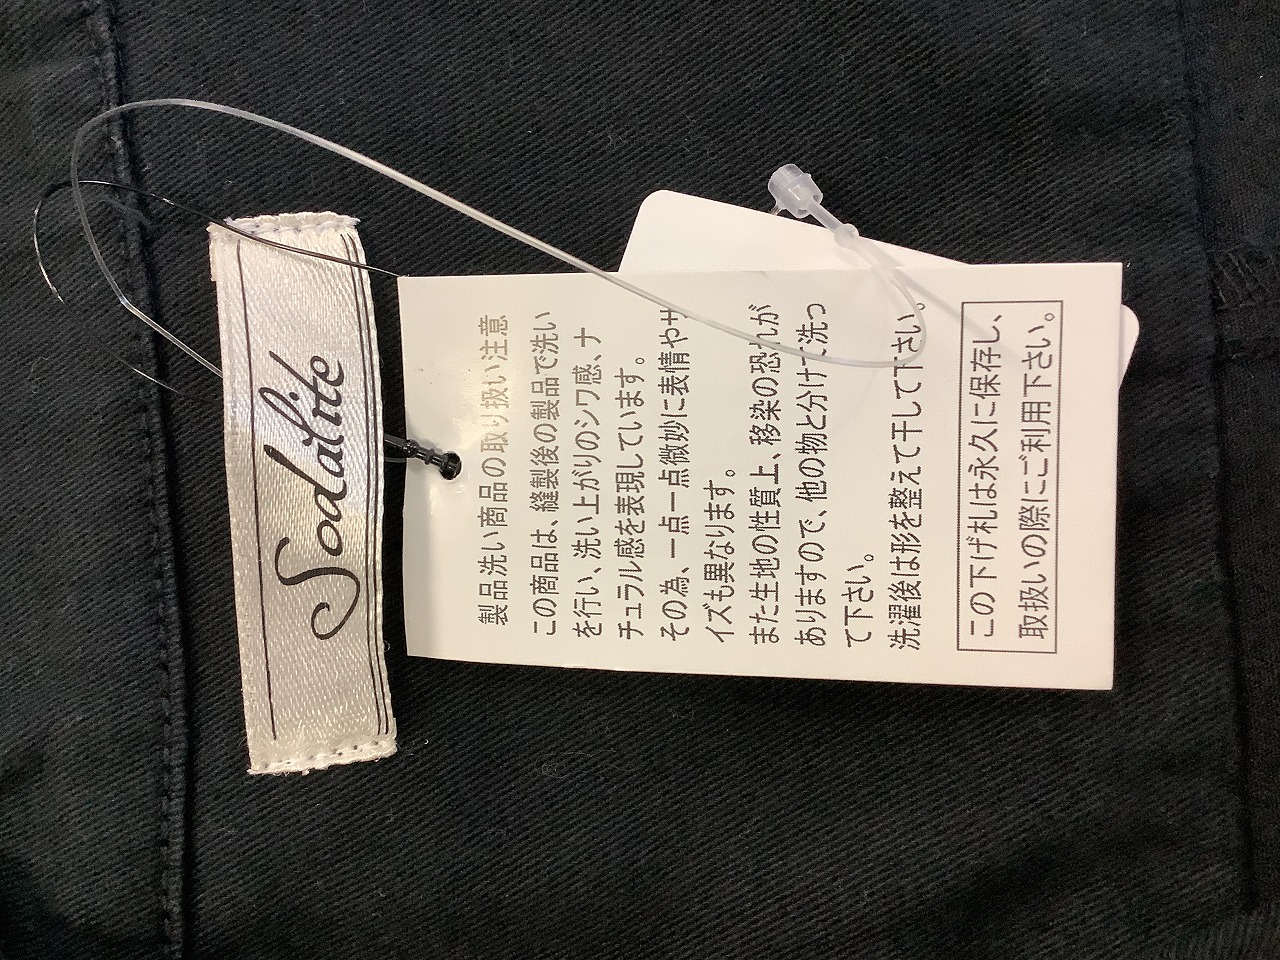 Sodalite
製品洗い商品の取り扱い注意
この商品は、縫製後の製品で洗い
を行い、洗い上がりのシワ感、ナ
チュラル感を表現しています。
その為、一点一点微妙に表情やサ
イズも異なります。
また生地の性質上、移染の恐れが
ありますので、他の物と分けて洗っ
て下さい。
洗濯後は形を整えて干して下さい。
この下げ札は永久に保存し、
取扱いの際にご利用下さい。